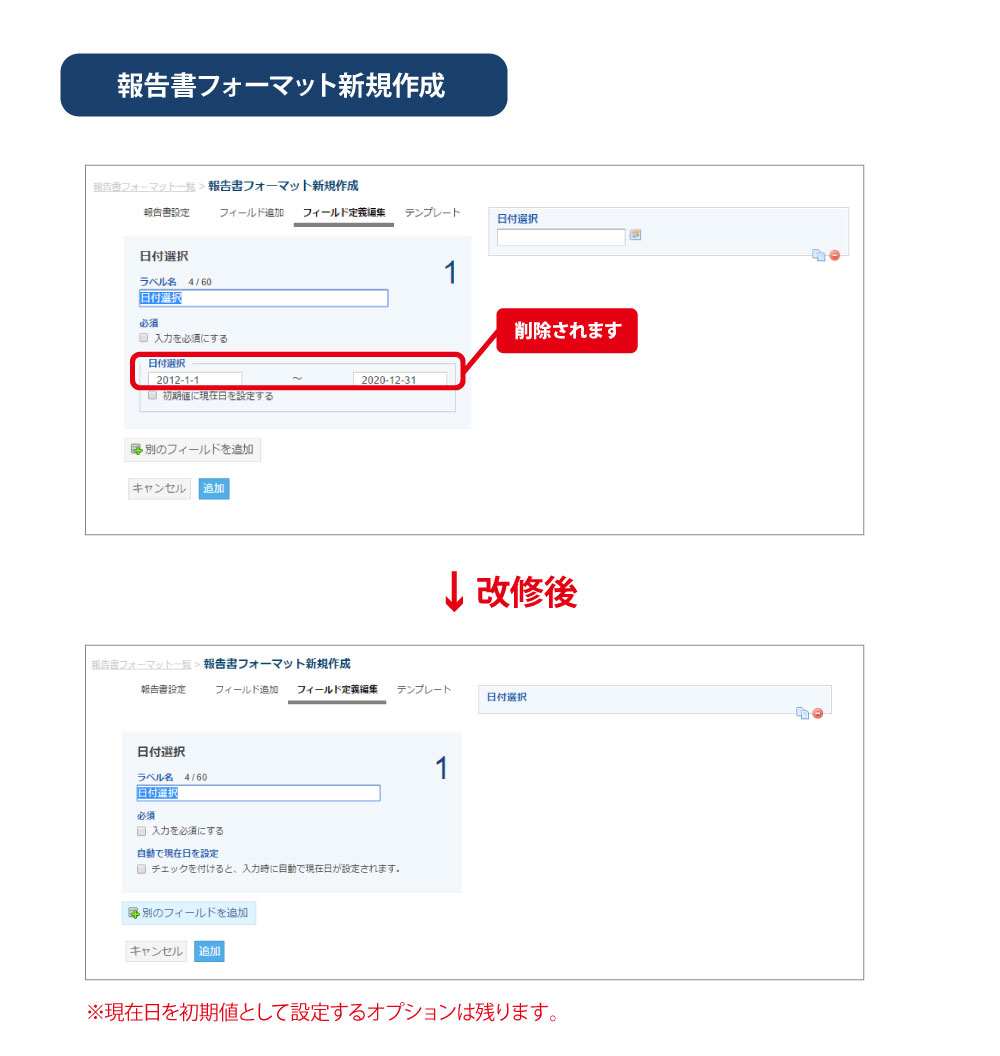 報告書フォーマット新規作成
報告書フォーマット一覧 > 報告書フォーマット新規作成
報告書設定 フィールド追加 フィールド定義編集 テンプレート
日付選択
日付選択
1
ラベル名 4 / 60
日付選択
必須
入力を必須にする
削除されます
日付選択
2012-1-1 ～ 2020-12-31
初期値に現在日を設定する
別のフィールドを追加
キャンセル 追加
↓改修後
報告書フォーマット一覧 > 報告書フォーマット新規作成
報告書設定 フィールド追加 フィールド定義編集 テンプレート
日付選択
日付選択
1
ラベル名 4 / 60
日付選択
必須
入力を必須にする
自動で現在日を設定
チェックを付けると、入力時に自動で現在日が設定されます。
別のフィールドを追加
キャンセル 追加
※現在日を初期値として設定するオプションは残ります。